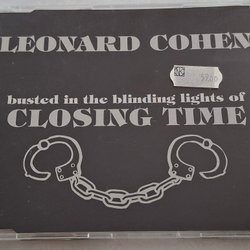 LEONARD COHEN
busted in the blinding lights of
CLOSING TIME